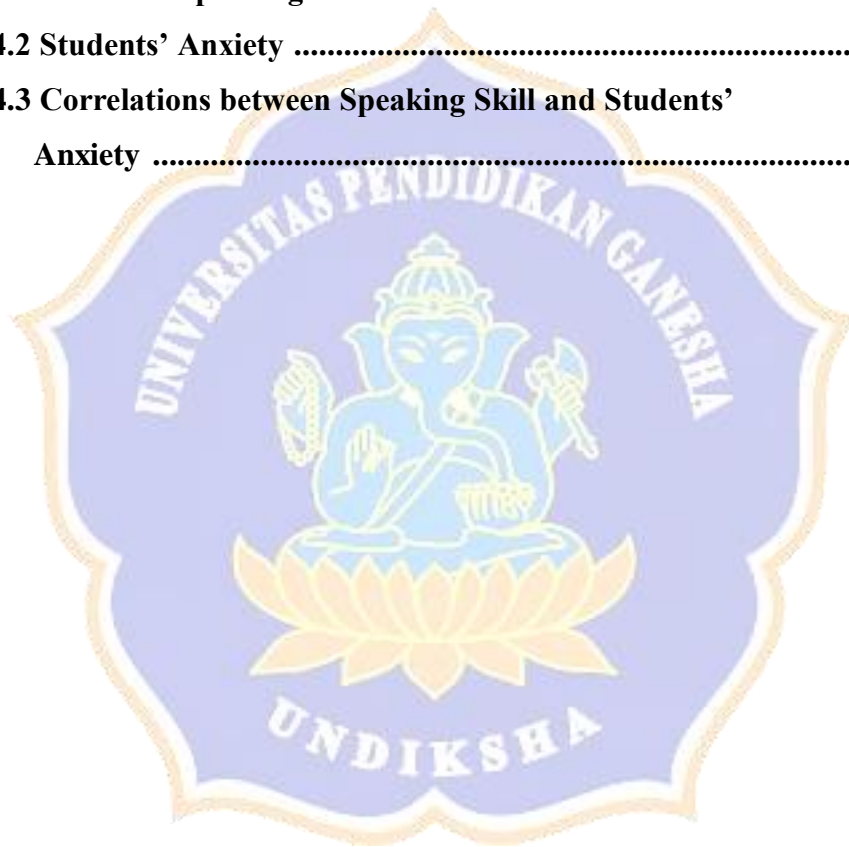 4.2 Students’ Anxiety ....................................................................................
4.3 Correlations between Speaking Skill and Students’
Anxiety .........................................................................................................
UNIVERSITAS PENDIDIKAN GANESHA
UNDIKSHA